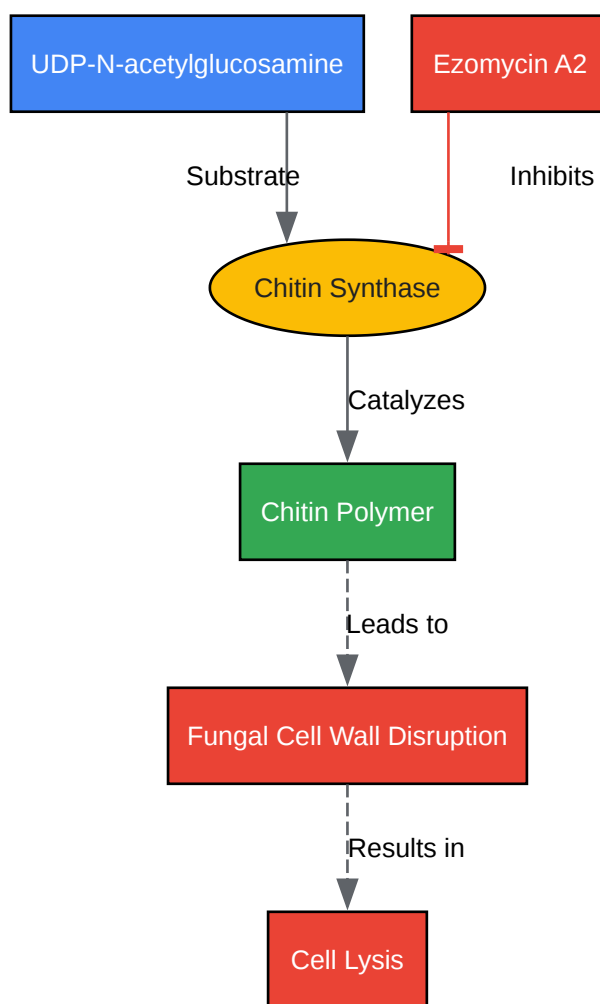 UDP-N-acetylglucosamine
Ezomycin A2
Substrate
Inhibits
Chitin Synthase
Catalyzes
Chitin Polymer
Leads to
Fungal Cell Wall Disruption
Results in
Cell Lysis